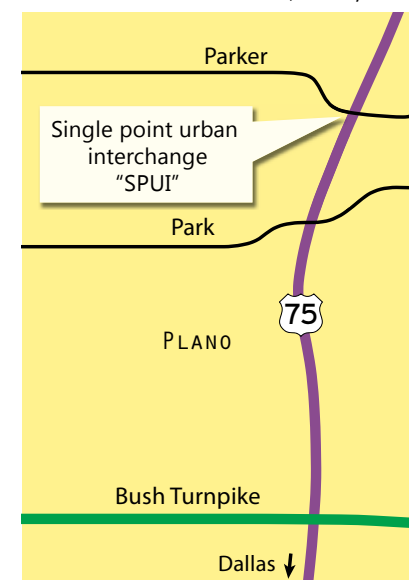 Parker
Single point urban
interchange
“SPUI”
Park
75
PLANO
Bush Turnpike
Dallas